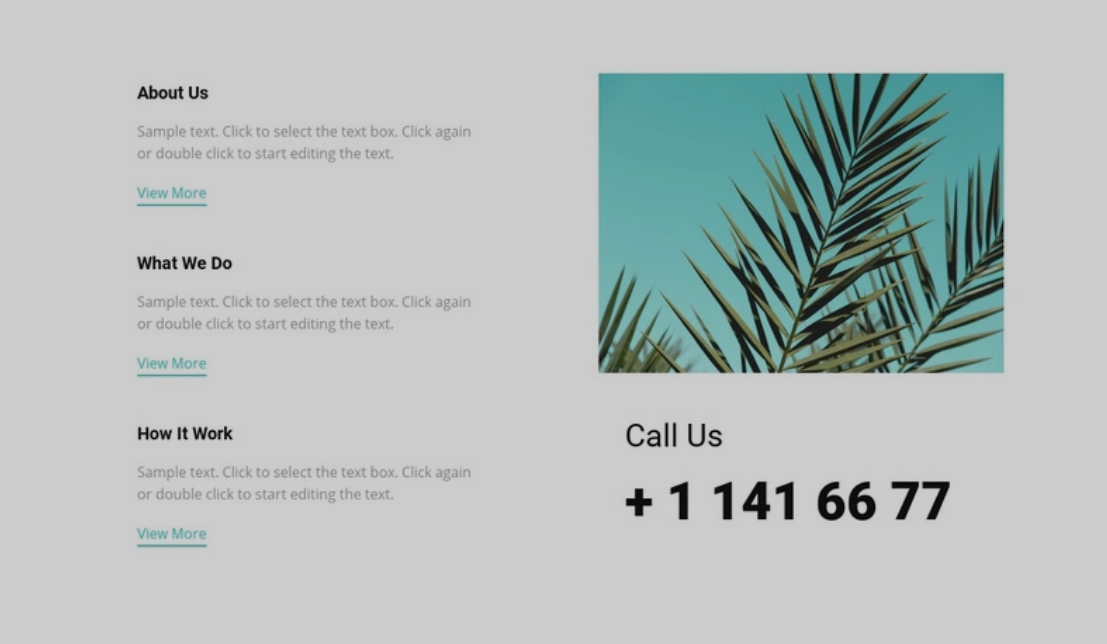 About Us
Sample text. Click to select the text box. Click again
or double click to start editing the text.
View More
What We Do
Sample text. Click to select the text box. Click again
or double click to start editing the text.
View More
How It Work
Sample text. Click to select the text box. Click again
or double click to start editing the text.
View More
Call Us
+ 1 141 66 77